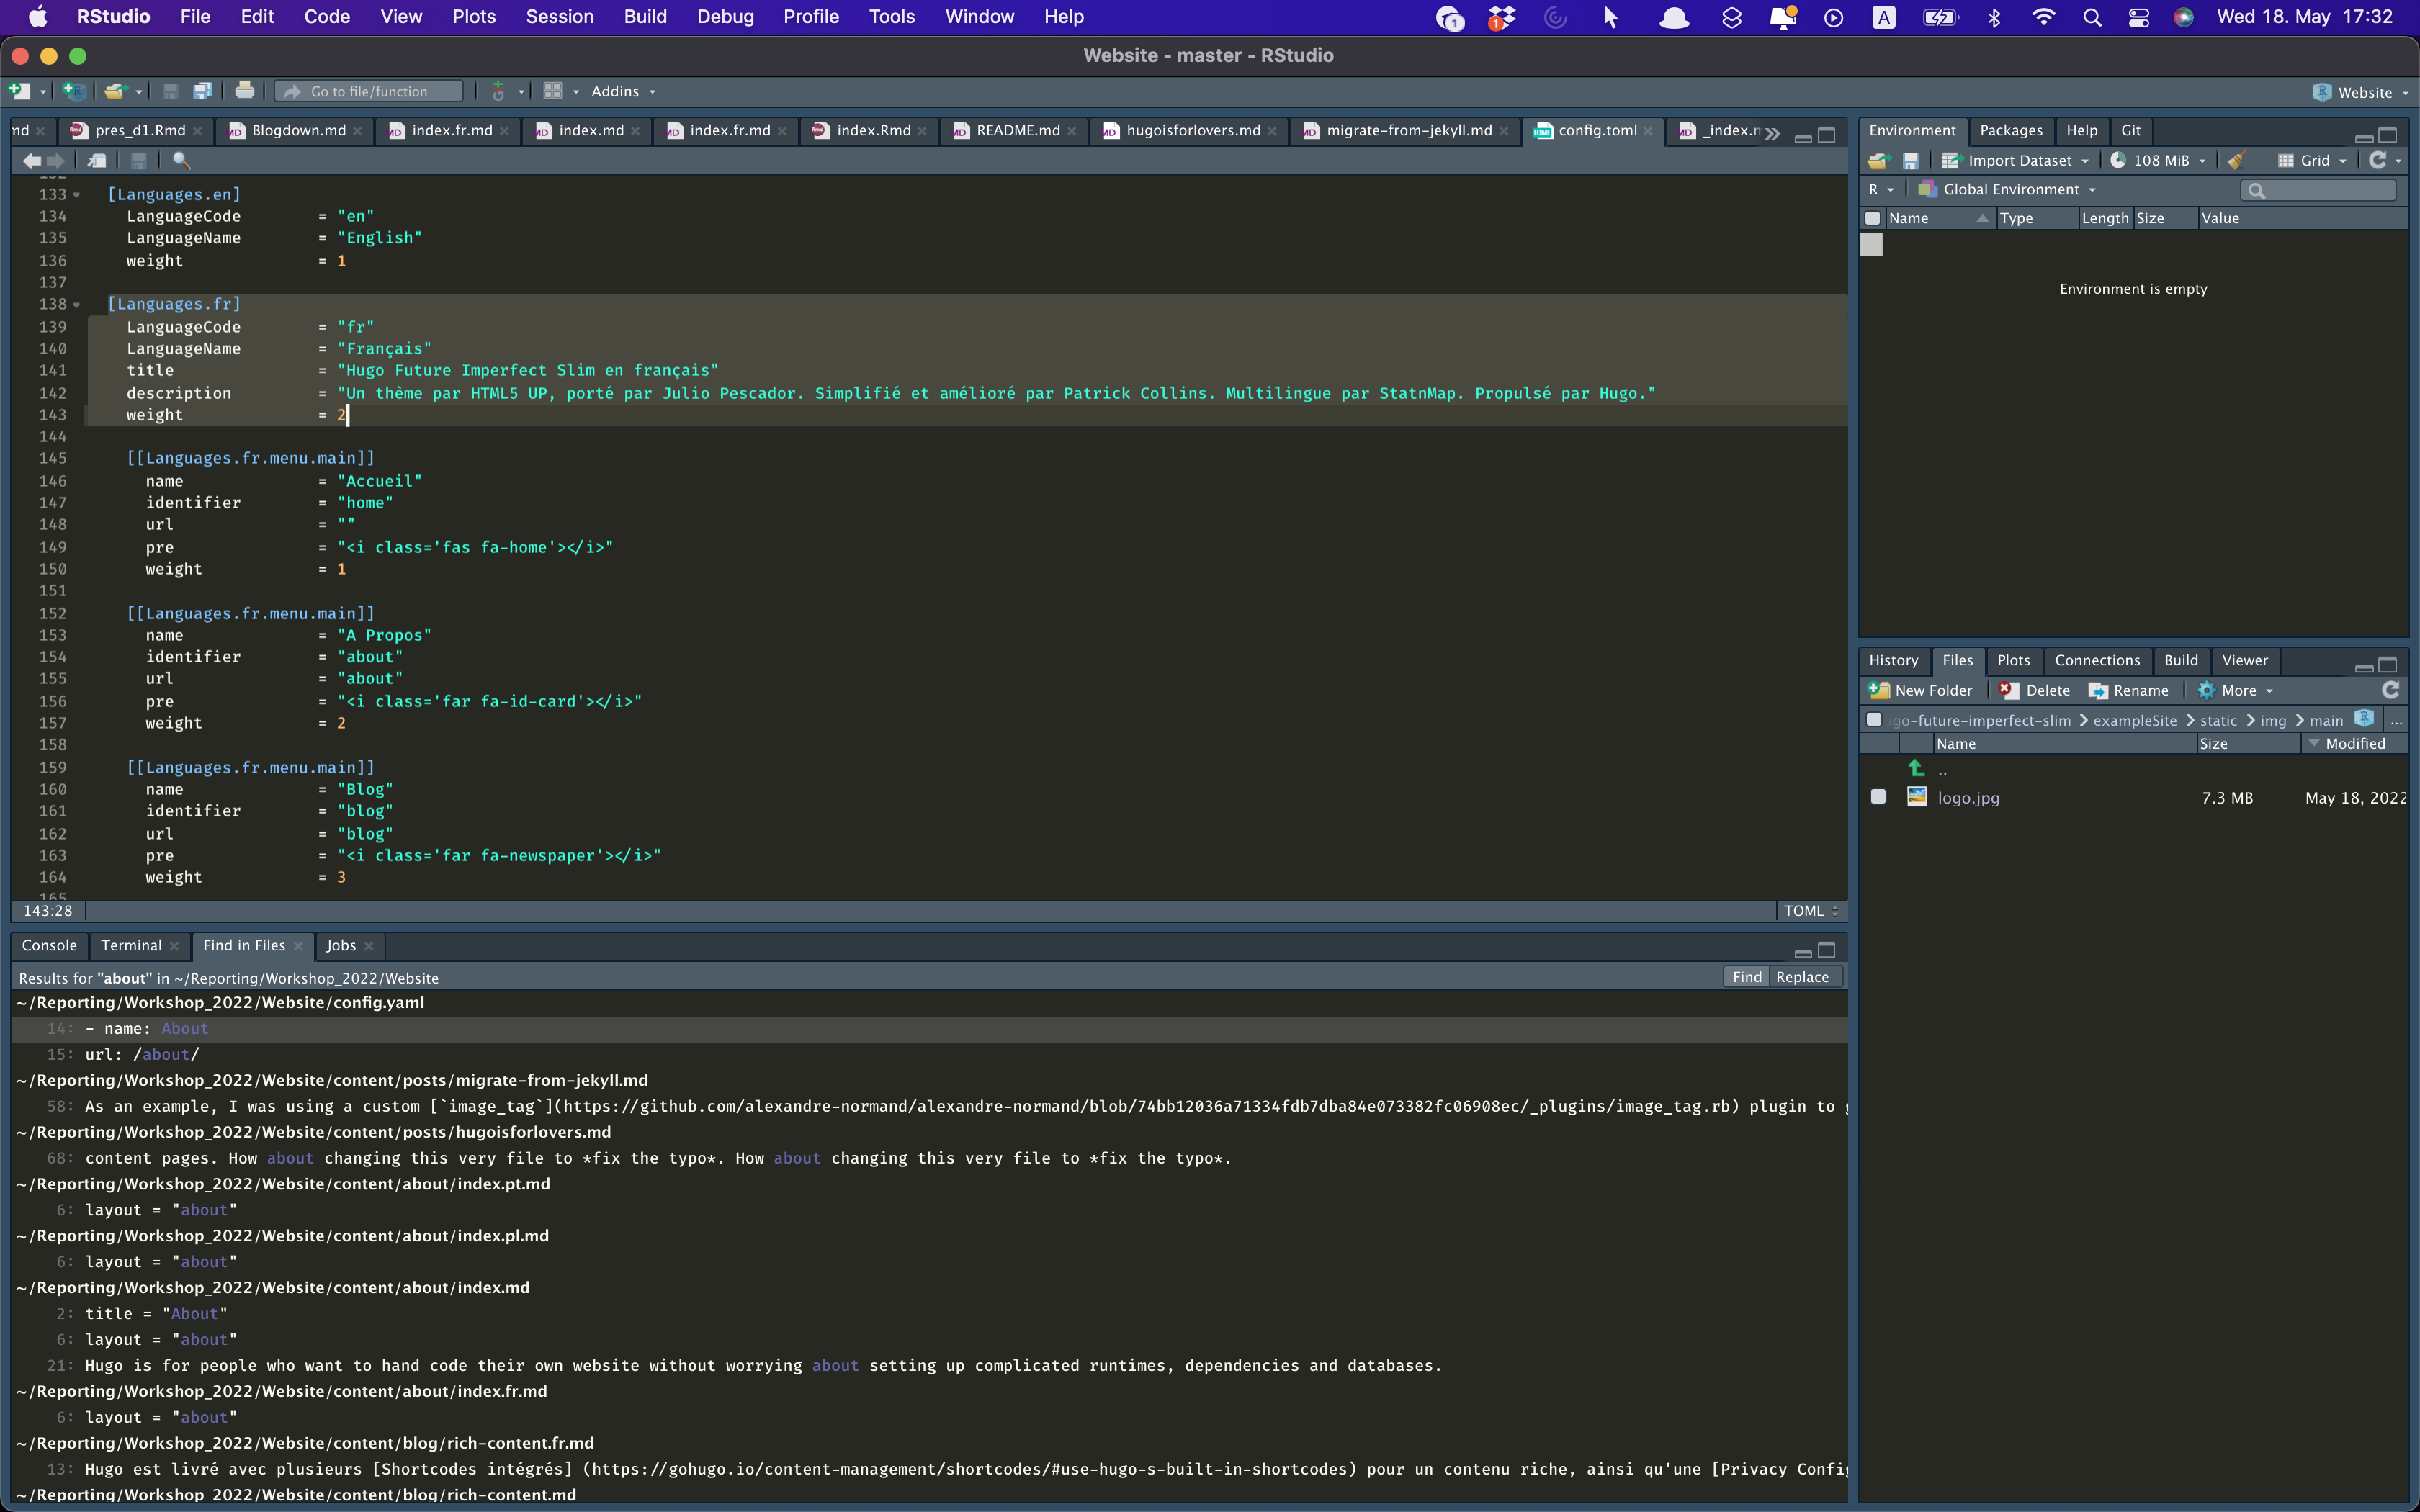 RStudio File Edit Code View Plots Session Build Debug Profile Tools Window Help 1 1 A Wed 18. May 17:32
Website - master - RStudio
Go to file/function Addins Website
pres_d1.Rmd Blogdown.md index.fr.md index.md index.fr.md index.Rmd README.md hugoisforlovers.md migrate-from-jekyll.md config.toml
133 [Languages.en]
134 LanguageCode = "en"
135 LanguageName = "English"
136 weight = 1
137
138 [Languages.fr]
139 LanguageCode = "fr"
140 LanguageName = "Français"
141 title = "Hugo Future Imperfect Slim en français"
142 description = "Un thème par HTML5 UP, porté par Julio Pescador. Simplifié et amélioré par Patrick Collins. Multilingue par StatnMap. Propulsé par Hugo."
143 weight = 2
144
145 [[Languages.fr.menu.main]]
146 name = "Accueil"
147 identifier = "home"
148 url = ""
149 pre = "<i class='fas fa-home'></i>"
150 weight = 1
151
152 [[Languages.fr.menu.main]]
153 name = "A Propos"
154 identifier = "about"
155 url = "about"
156 pre = "<i class='far fa-id-card'></i>"
157 weight = 2
158
159 [[Languages.fr.menu.main]]
160 name = "Blog"
161 identifier = "blog"
162 url = "blog"
163 pre = "<i class='far fa-newspaper'></i>"
164 weight = 3
165
143:28 TOML
Console Terminal Find in Files Jobs
Results for "about" in ~/Reporting/Workshop_2022/Website Find Replace
~/Reporting/Workshop_2022/Website/config.yaml
14: - name: About
15: url: /about/
~/Reporting/Workshop_2022/Website/content/posts/migrate-from-jekyll.md
58: As an example, I was using a custom [`image_tag`](https://github.com/alexandre-normand/alexandre-normand/blob/74bb12036a71334fdb7dba84e073382fc06908ec/_plugins/image_tag.rb) plugin to
~/Reporting/Workshop_2022/Website/content/posts/hugoisforlovers.md
68: content pages. How about changing this very file to *fix the typo*. How about changing this very file to *fix the typo*.
~/Reporting/Workshop_2022/Website/content/about/index.pt.md
6: layout = "about"
~/Reporting/Workshop_2022/Website/content/about/index.pl.md
6: layout = "about"
~/Reporting/Workshop_2022/Website/content/about/index.md
2: title = "About"
6: layout = "about"
21: Hugo is for people who want to hand code their own website without worrying about setting up complicated runtimes, dependencies and databases.
~/Reporting/Workshop_2022/Website/content/about/index.fr.md
6: layout = "about"
~/Reporting/Workshop_2022/Website/content/blog/rich-content.fr.md
13: Hugo est livré avec plusieurs [Shortcodes intégrés] (https://gohugo.io/content-management/shortcodes/#use-hugo-s-built-in-shortcodes) pour un contenu riche, ainsi qu'une [Privacy Config
~/Reporting/Workshop_2022/Website/content/blog/rich-content.md
Environment Packages Help Git
Import Dataset 108 MiB Grid
R Global Environment
Name Type Length Size Value
Environment is empty
History Files Plots Connections Build Viewer
New Folder Delete Rename More
go-future-imperfect-slim exampleSite static img main ...
Name Size Modified
..
logo.jpg 7.3 MB May 18, 2022